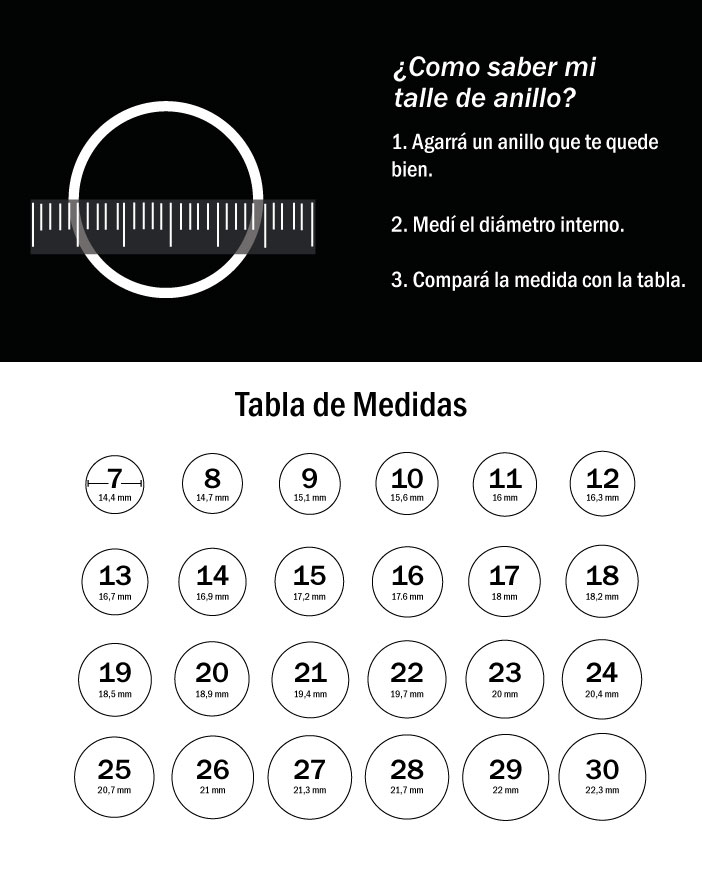 ¿Como saber mi
talle de anillo?
1. Agarrá un anillo que te quede
bien.
2. Medí el diámetro interno.
3. Compará la medida con la tabla.
Tabla de Medidas
7 8 9 10 11 12
14,4 mm 14,7 mm 15,1 mm 15,6 mm 16 mm 16,3 mm
13 14 15 16 17 18
16,7 mm 16,9 mm 17,2 mm 17.6 mm 18 mm 18,2 mm
19 20 21 22 23 24
18,5 mm 18,9 mm 19,4 mm 19,7 mm 20 mm 20,4 mm
25 26 27 28 29 30
20,7 mm 21 mm 21,3 mm 21,7 mm 22 mm 22,3 mm